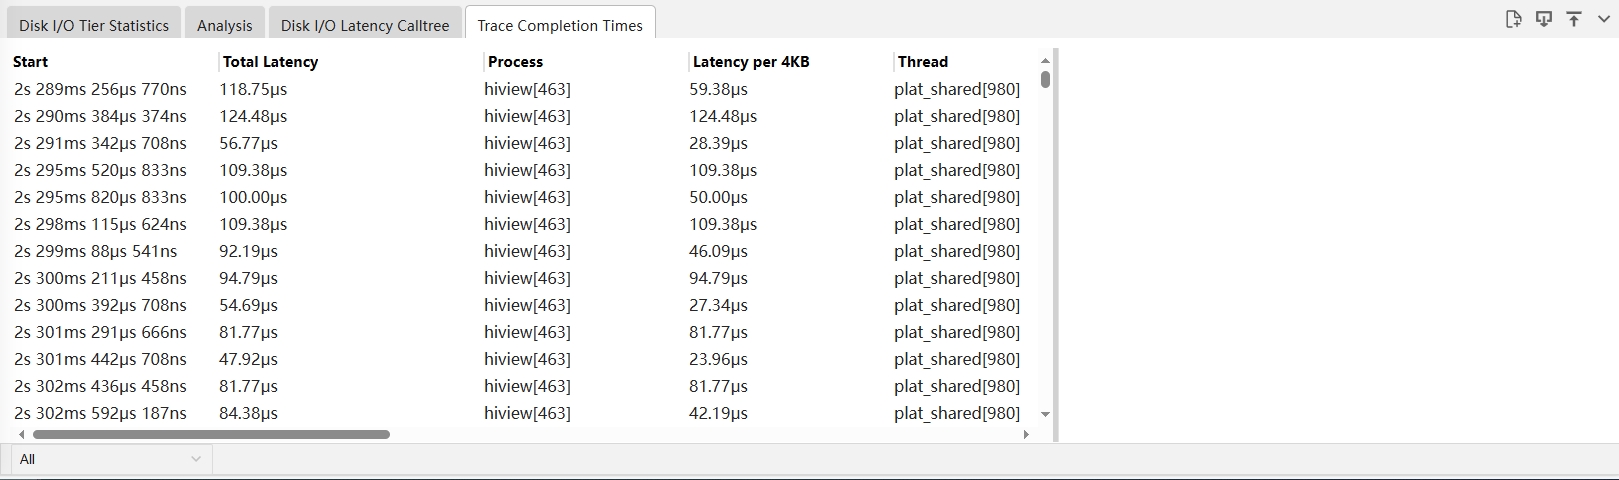 Disk I/O Tier Statistics Analysis Disk I/O Latency Calltree Trace Completion Times
Start Total Latency Process Latency per 4KB Thread
2s 289ms 256μs 770ns 118.75μs hiview[463] 59.38μs plat_shared[980]
2s 290ms 384μs 374ns 124.48μs hiview[463] 124.48μs plat_shared[980]
2s 291ms 342μs 708ns 56.77μs hiview[463] 28.39μs plat_shared[980]
2s 295ms 520μs 833ns 109.38μs hiview[463] 109.38μs plat_shared[980]
2s 295ms 820μs 833ns 100.00μs hiview[463] 50.00μs plat_shared[980]
2s 298ms 115μs 624ns 109.38μs hiview[463] 109.38μs plat_shared[980]
2s 299ms 88μs 541ns 92.19μs hiview[463] 46.09μs plat_shared[980]
2s 300ms 211μs 458ns 94.79μs hiview[463] 94.79μs plat_shared[980]
2s 300ms 392μs 708ns 54.69μs hiview[463] 27.34μs plat_shared[980]
2s 301ms 291μs 666ns 81.77μs hiview[463] 81.77μs plat_shared[980]
2s 301ms 442μs 708ns 47.92μs hiview[463] 23.96μs plat_shared[980]
2s 302ms 436μs 458ns 81.77μs hiview[463] 81.77μs plat_shared[980]
2s 302ms 592μs 187ns 84.38μs hiview[463] 42.19μs plat_shared[980]
All